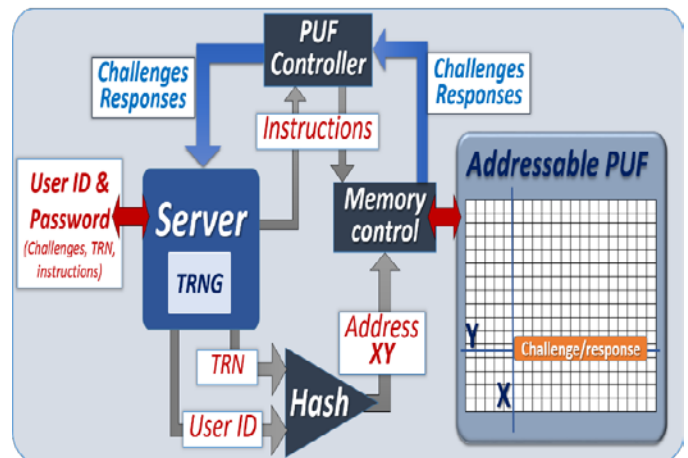 PUF
Controller
Challenges
Responses
Challenges
Responses
Instructions
Addressable PUF
User ID &
Password
(Challenges, TRN,
instructions)
Server
TRNG
Memory
control
Address
XY
TRN
Hash
User ID
Y
Challenge/response
X